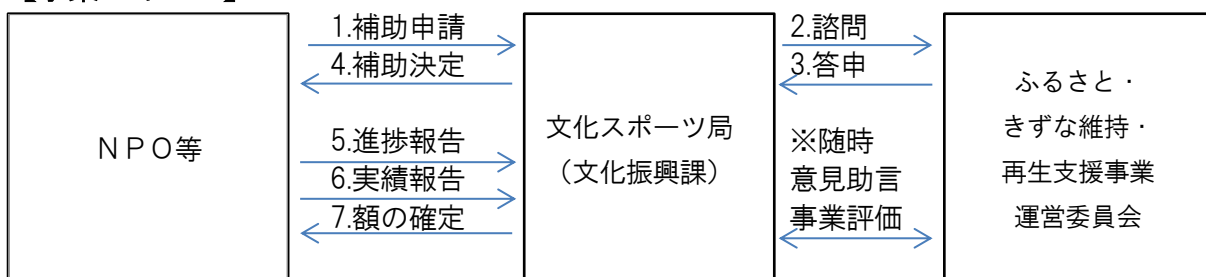 1.補助申請
4.補助決定
NPO等
5.進捗報告
6.実績報告
7.額の確定
文化スポーツ局
（文化振興課）
2.諮問
3.答申
※随時
意見助言
事業評価
ふるさと・
きずな維持・
再生支援事業
運営委員会